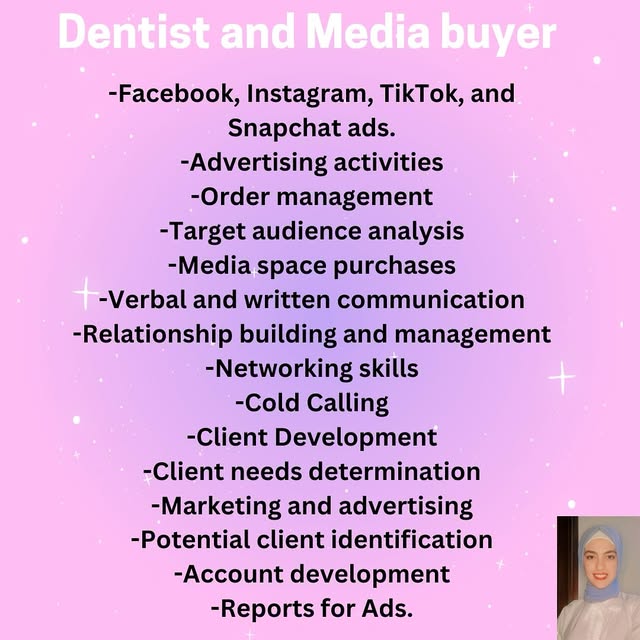 Dentist and Media buyer
-Facebook, Instagram, TikTok, and
Snapchat ads.
-Advertising activities
-Order management
-Target audience analysis
-Media space purchases
-Verbal and written communication
-Relationship building and management
-Networking skills
-Cold Calling
-Client Development
-Client needs determination
-Marketing and advertising
-Potential client identification
-Account development
-Reports for Ads.